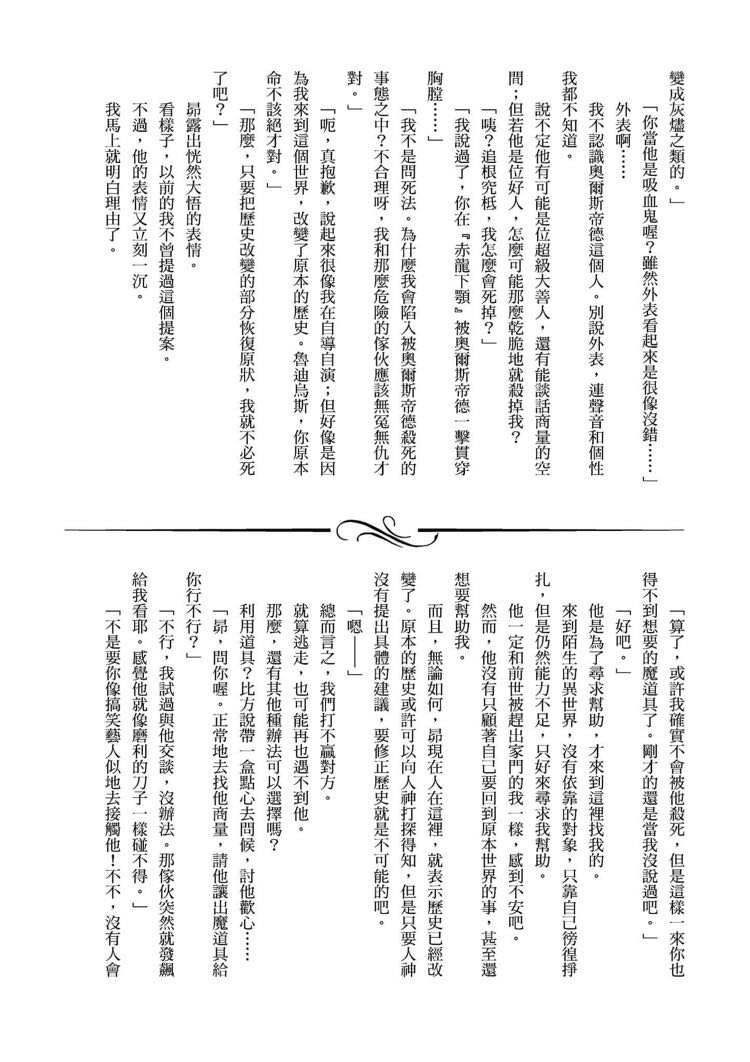 變成灰燼之類的。」
「你當他是吸血鬼喔？雖然外表看起來是很像沒錯……」
外表啊……
我不認識奧爾斯帝德這個人。別說外表，連聲音和個性
我都不知道。
說不定他有可能是位超級大善人，還有能談話商量的空
間；但若他是位好人，怎麼可能那麼乾脆地就殺掉我？
「咦？追根究柢，我怎麼會死掉？」
「我說過了，你在『赤龍下顎』被奧爾斯帝德一擊貫穿
胸膛……」
「我不是問死法。為什麼我會陷入被奧爾斯帝德殺死的
事態之中？不合理呀，我和那麼危險的傢伙應該無冤無仇才
對。」
「呃，真抱歉，說起來很像我在自導自演；但好像是因
為我來到這個世界，改變了原本的歷史。魯迪烏斯，你原本
命不該絕才對。」
「那麼，只要把歷史改變的部分恢復原狀，我就不必死
了吧？」
昴露出恍然大悟的表情。
看樣子，以前的我不曾提過這個提案。
不過，他的表情又立刻一沉。
我馬上就明白理由了。
「算了，或許我確實不會被他殺死，但是這樣一來你也
得不到想要的魔道具了。剛才的還是當我沒說過吧。」
「好吧。」
他是為了尋求幫助，才來到這裡找我的。
來到陌生的異世界，沒有依靠的對象，只靠自己徬徨掙
扎，但是仍然能力不足，只好來尋求我幫助。
他一定和前世被趕出家門的我一樣，感到不安吧。
然而，他沒有只顧著自己要回到原本世界的事，甚至還
想要幫助我。
而且，無論如何，昴現在人在這裡，就表示歷史已經改
變了。原本的歷史或許可以向人神打探得知，但是只要人神
沒有提出具體的建議，要修正歷史就是不可能的吧。
「嗯——」
總而言之，我們打不贏對方。
就算逃走，也可能再也遇不到他。
那麼，還有其他種辦法可以選擇嗎？
利用道具？比方說帶一盒點心去問候，討他歡心……
「昴，問你喔。正常地去找他商量，請他讓出魔道具給
你行不行？」
「不行，我試過與他交談，沒辦法。那傢伙突然就發飆
給我看耶。感覺他就像磨利的刀子一樣碰不得。」
「不是要你像搞笑藝人似地去接觸他！不不，沒有人會